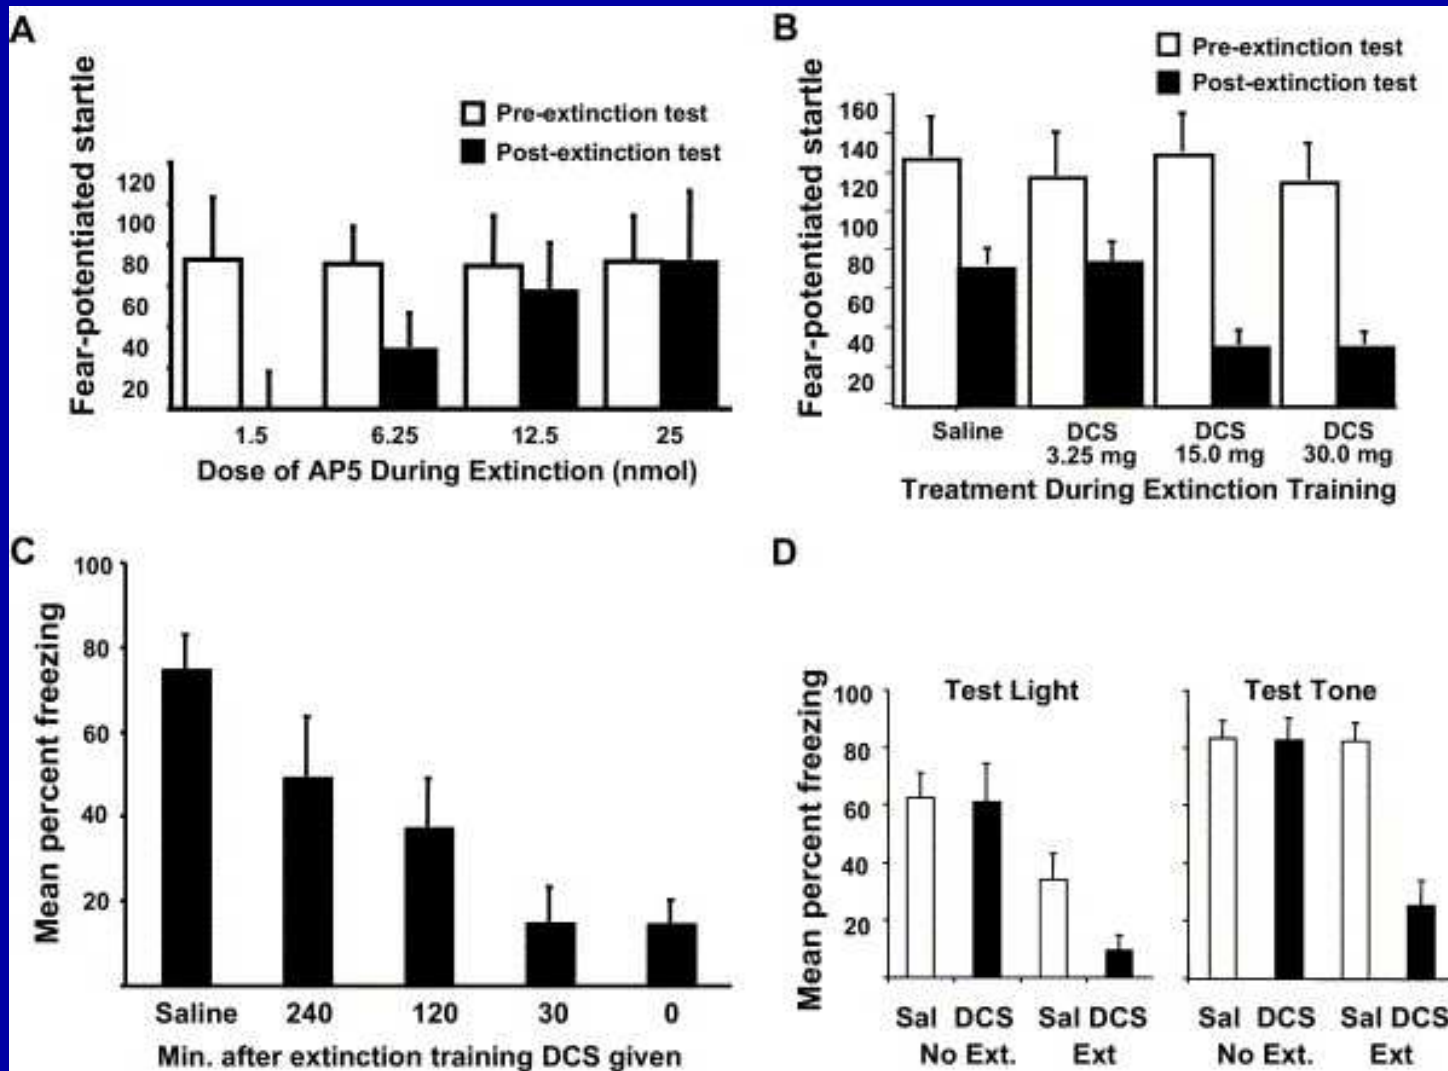 A
Fear-potentiated startle
Pre-extinction test
Post-extinction test
120
100
80
60
40
20
1.5 6.25 12.5 25
Dose of AP5 During Extinction (nmol)
B
Fear-potentiated startle
Pre-extinction test
Post-extinction test
160
140
120
100
80
60
40
20
Saline DCS DCS DCS
3.25 mg 15.0 mg 30.0 mg
Treatment During Extinction Training
C
Mean percent freezing
100
80
60
40
20
Saline 240 120 30 0
Min. after extinction training DCS given
D
Mean percent freezing
Test Light Test Tone
100
80
60
40
20
Sal DCS Sal DCS Sal DCS Sal DCS
No Ext. Ext No Ext. Ext